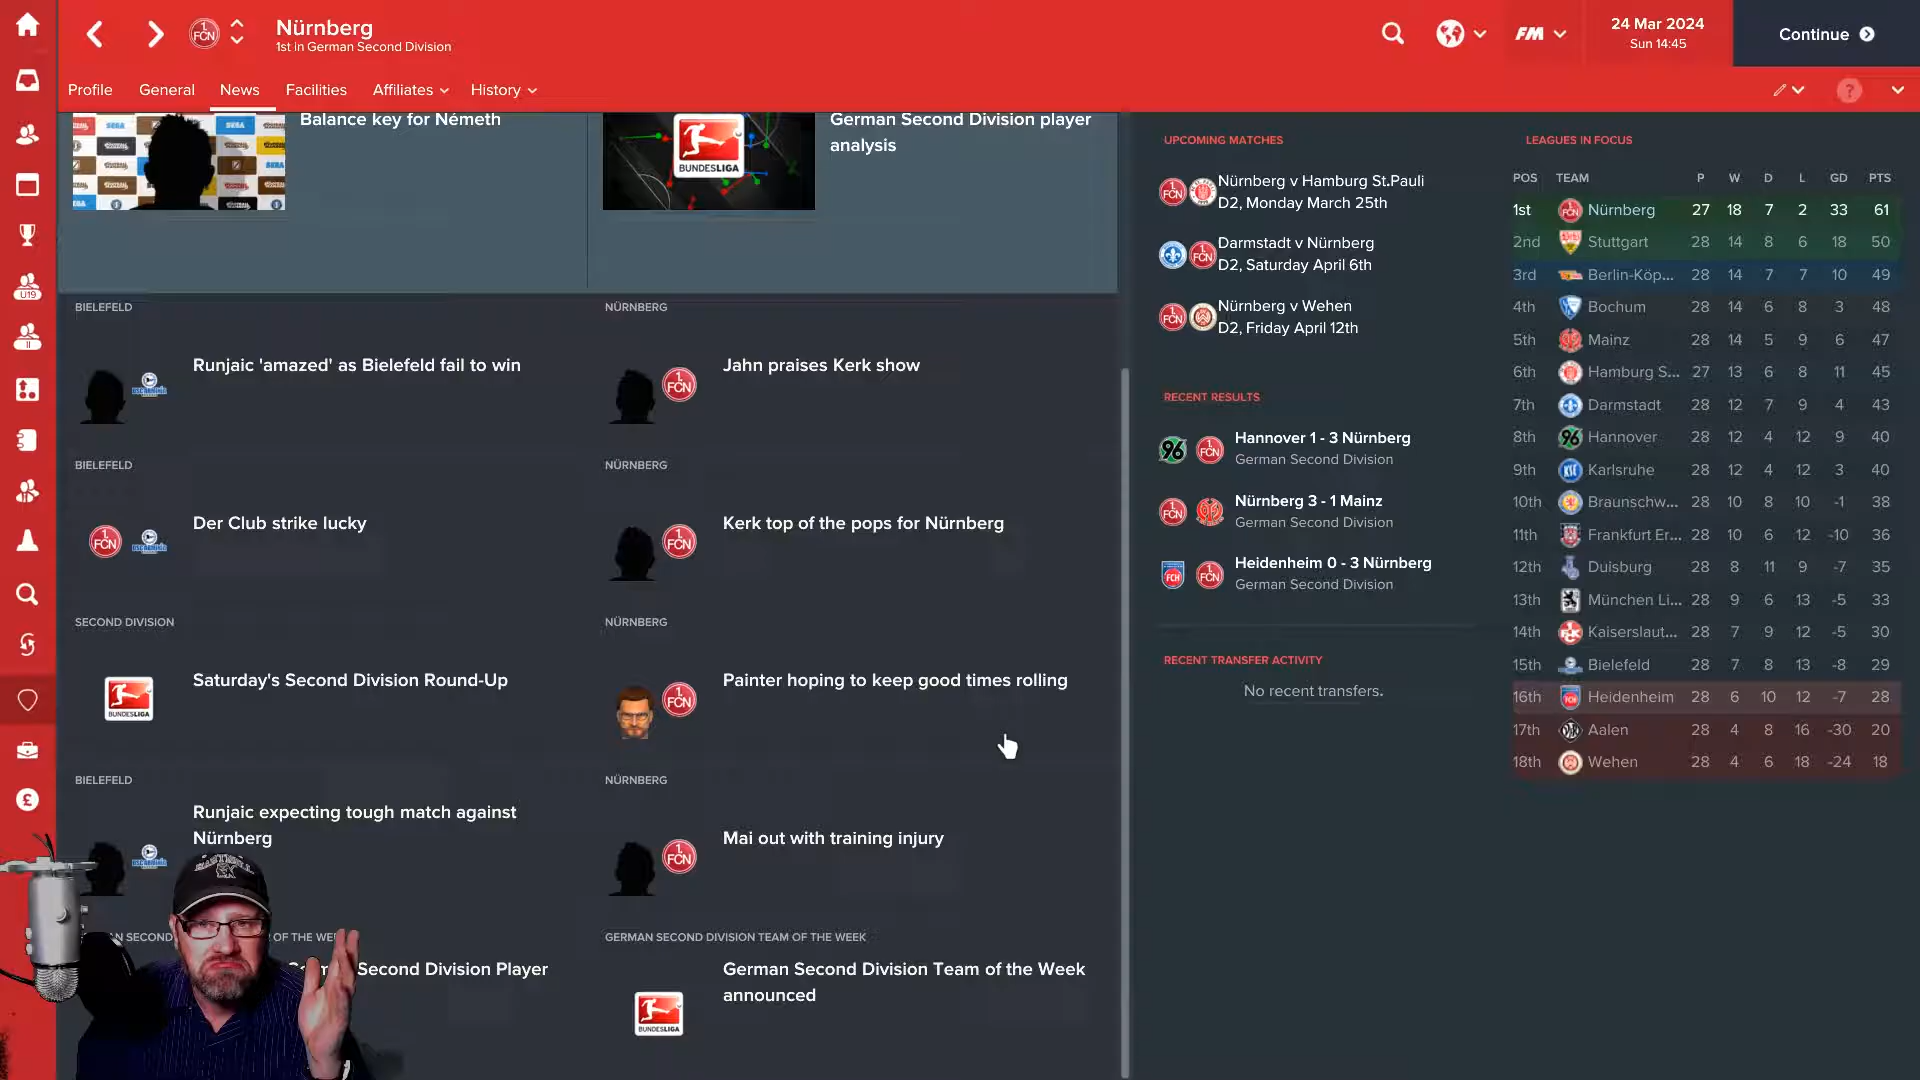 Nürnberg
1st in German Second Division
FM
24 Mar 2024
Sun 14:45
Continue
Profile
General
News
Facilities
Affiliates
History
?
Balance key for Németh
German Second Division player
analysis
BUNDESLIGA
BIELEFELD
Runjaic 'amazed' as Bielefeld fail to win
NÜRNBERG
Jahn praises Kerk show
BIELEFELD
Der Club strike lucky
NÜRNBERG
Kerk top of the pops for Nürnberg
SECOND DIVISION
Saturday's Second Division Round-Up
BUNDESLIGA
NÜRNBERG
Painter hoping to keep good times rolling
BIELEFELD
Runjaic expecting tough match against
Nürnberg
NÜRNBERG
Mai out with training injury
SECOND OF THE
Second Division Player
GERMAN SECOND DIVISION TEAM OF THE WEEK
German Second Division Team of the Week
announced
BUNDESLIGA
UPCOMING MATCHES
Nürnberg v Hamburg St.Pauli
D2, Monday March 25th
Darmstadt v Nürnberg
D2, Saturday April 6th
Nürnberg v Wehen
D2, Friday April 12th
RECENT RESULTS
Hannover 1 - 3 Nürnberg
German Second Division
Nürnberg 3 - 1 Mainz
German Second Division
Heidenheim 0 - 3 Nürnberg
German Second Division
RECENT TRANSFER ACTIVITY
No recent transfers.
LEAGUES IN FOCUS
POS TEAM P W D L GD PTS
1st Nürnberg 27 18 7 2 33 61
2nd Stuttgart 28 14 8 6 18 50
3rd Berlin-Köp... 28 14 7 7 10 49
4th Bochum 28 14 6 8 3 48
5th Mainz 28 14 5 9 6 47
6th Hamburg S... 27 13 6 8 11 45
7th Darmstadt 28 12 7 9 4 43
8th Hannover 28 12 4 12 9 40
9th Karlsruhe 28 12 4 12 3 40
10th Braunschw... 28 10 8 10 -1 38
11th Frankfurt Er... 28 10 6 12 -10 36
12th Duisburg 28 8 11 9 -7 35
13th München Li... 28 9 6 13 -5 33
14th Kaiserslaut... 28 7 9 12 -5 30
15th Bielefeld 28 7 8 13 -8 29
16th Heidenheim 28 6 10 12 -7 28
17th Aalen 28 4 8 16 -30 20
18th Wehen 28 4 6 18 -24 18